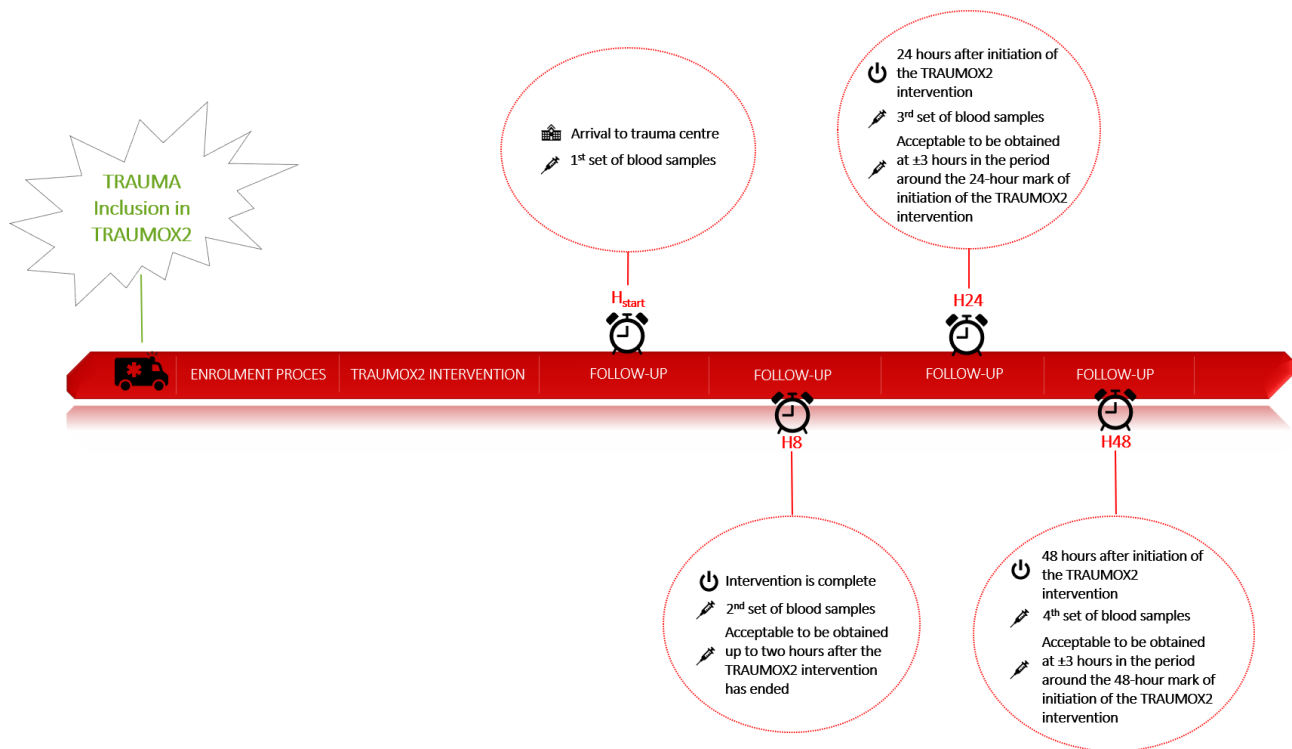 TRAUMA
Inclusion in
TRAUMOX2
Arrival to trauma centre
1st set of blood samples
24 hours after initiation of
the TRAUMOX2
intervention
3rd set of blood samples
Acceptable to be obtained
at ±3 hours in the period
around the 24-hour mark of
initiation of the TRAUMOX2
intervention
Hstart
H24
ENROLMENT PROCES
TRAUMOX2 INTERVENTION
FOLLOW-UP
FOLLOW-UP
FOLLOW-UP
FOLLOW-UP
H8
H48
Intervention is complete
2nd set of blood samples
Acceptable to be obtained
up to two hours after the
TRAUMOX2 intervention
has ended
48 hours after initiation of
the TRAUMOX2
intervention
4th set of blood samples
Acceptable to be obtained
at ±3 hours in the period
around the 48-hour mark of
initiation of the TRAUMOX2
intervention